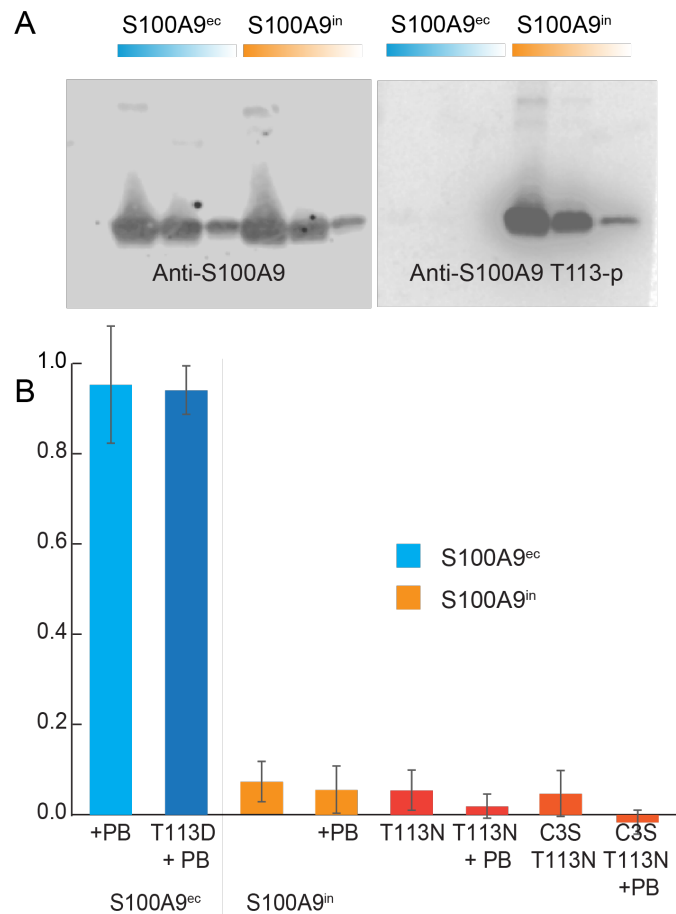 A
S100A9ec S100A9in S100A9ec S100A9in
Anti-S100A9 Anti-S100A9 T113-p
B
1.0
0.8
0.6
S100A9ec
S100A9in
0.4
0.2
0.0
+PB T113D + PB +PB T113N T113N + PB C3S T113N C3S T113N +PB
S100A9ec S100A9in